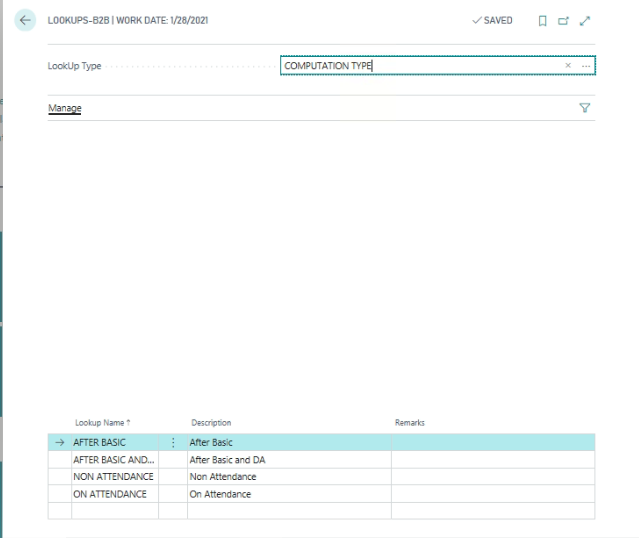 LOOKUPS-B2B | WORK DATE: 1/28/2021 ✓ SAVED
LookUp Type COMPUTATION TYPE
Manage
Lookup Name ↑ Description Remarks
→ AFTER BASIC After Basic
AFTER BASIC AND... After Basic and DA
NON ATTENDANCE Non Attendance
ON ATTENDANCE On Attendance